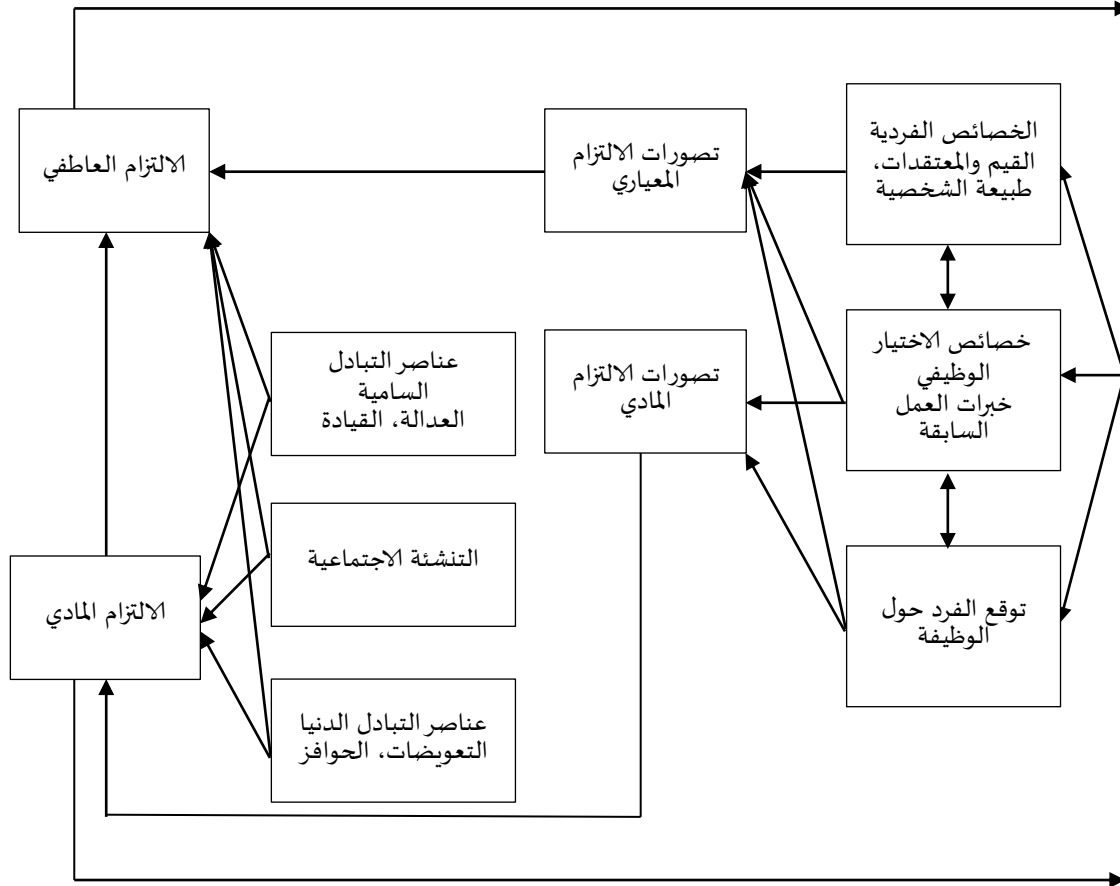 الخصائص الفردية
القيم والمعتقدات،
طبيعة الشخصية
تصورات الالتزام
المعياري
الالتزام العاطفي
خصائص الاختيار
الوظيفي
خبرات العمل
السابقة
تصورات الالتزام
المادي
عناصر التبادل
السامية
العدالة، القيادة
التنشئة الاجتماعية
توقع الفرد حول
الوظيفة
الالتزام المادي
عناصر التبادل الدنيا
التعويضات، الحوافز